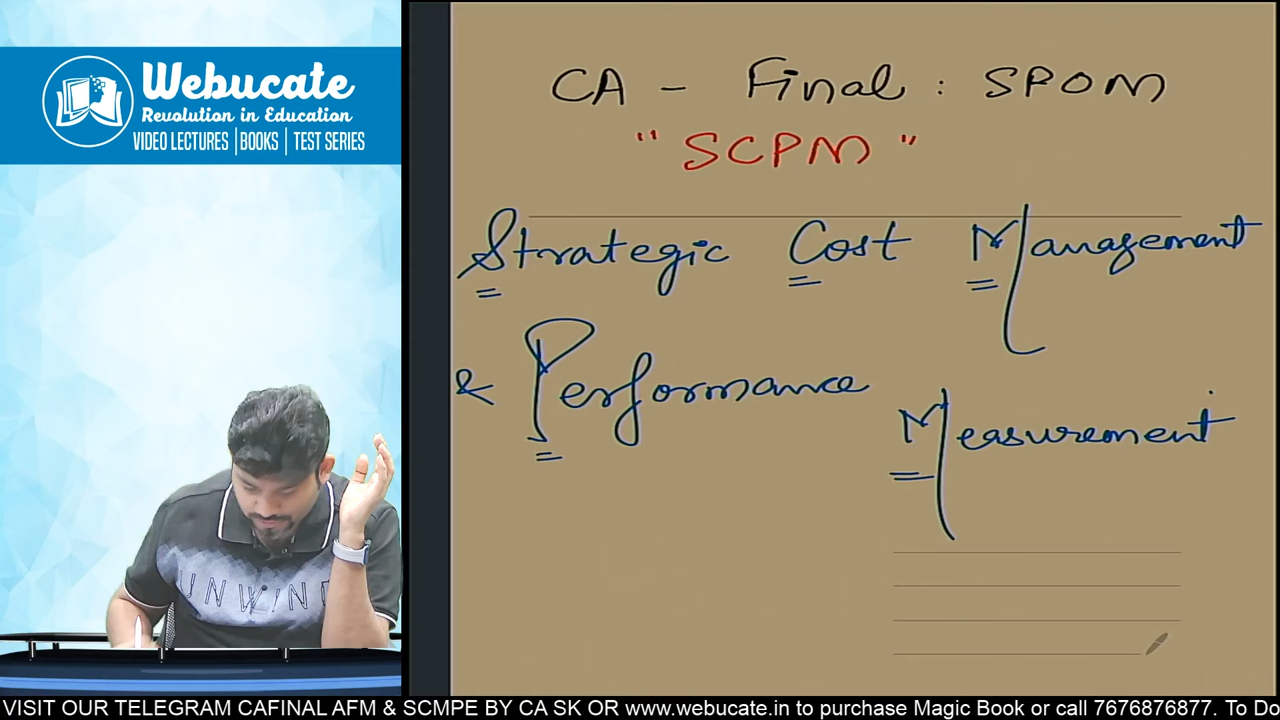 Webucate
Revolution in Education
VIDEO LECTURES | BOOKS | TEST SERIES
CA - Final : SPOM
"SCPM"
Strategic Cost Management
& Performance
Measurement
UNWIND
VISIT OUR TELEGRAM CAFINAL AFM & SCMPE BY CA SK OR www.webucate.in to purchase Magic Book or call 7676876877. To Do